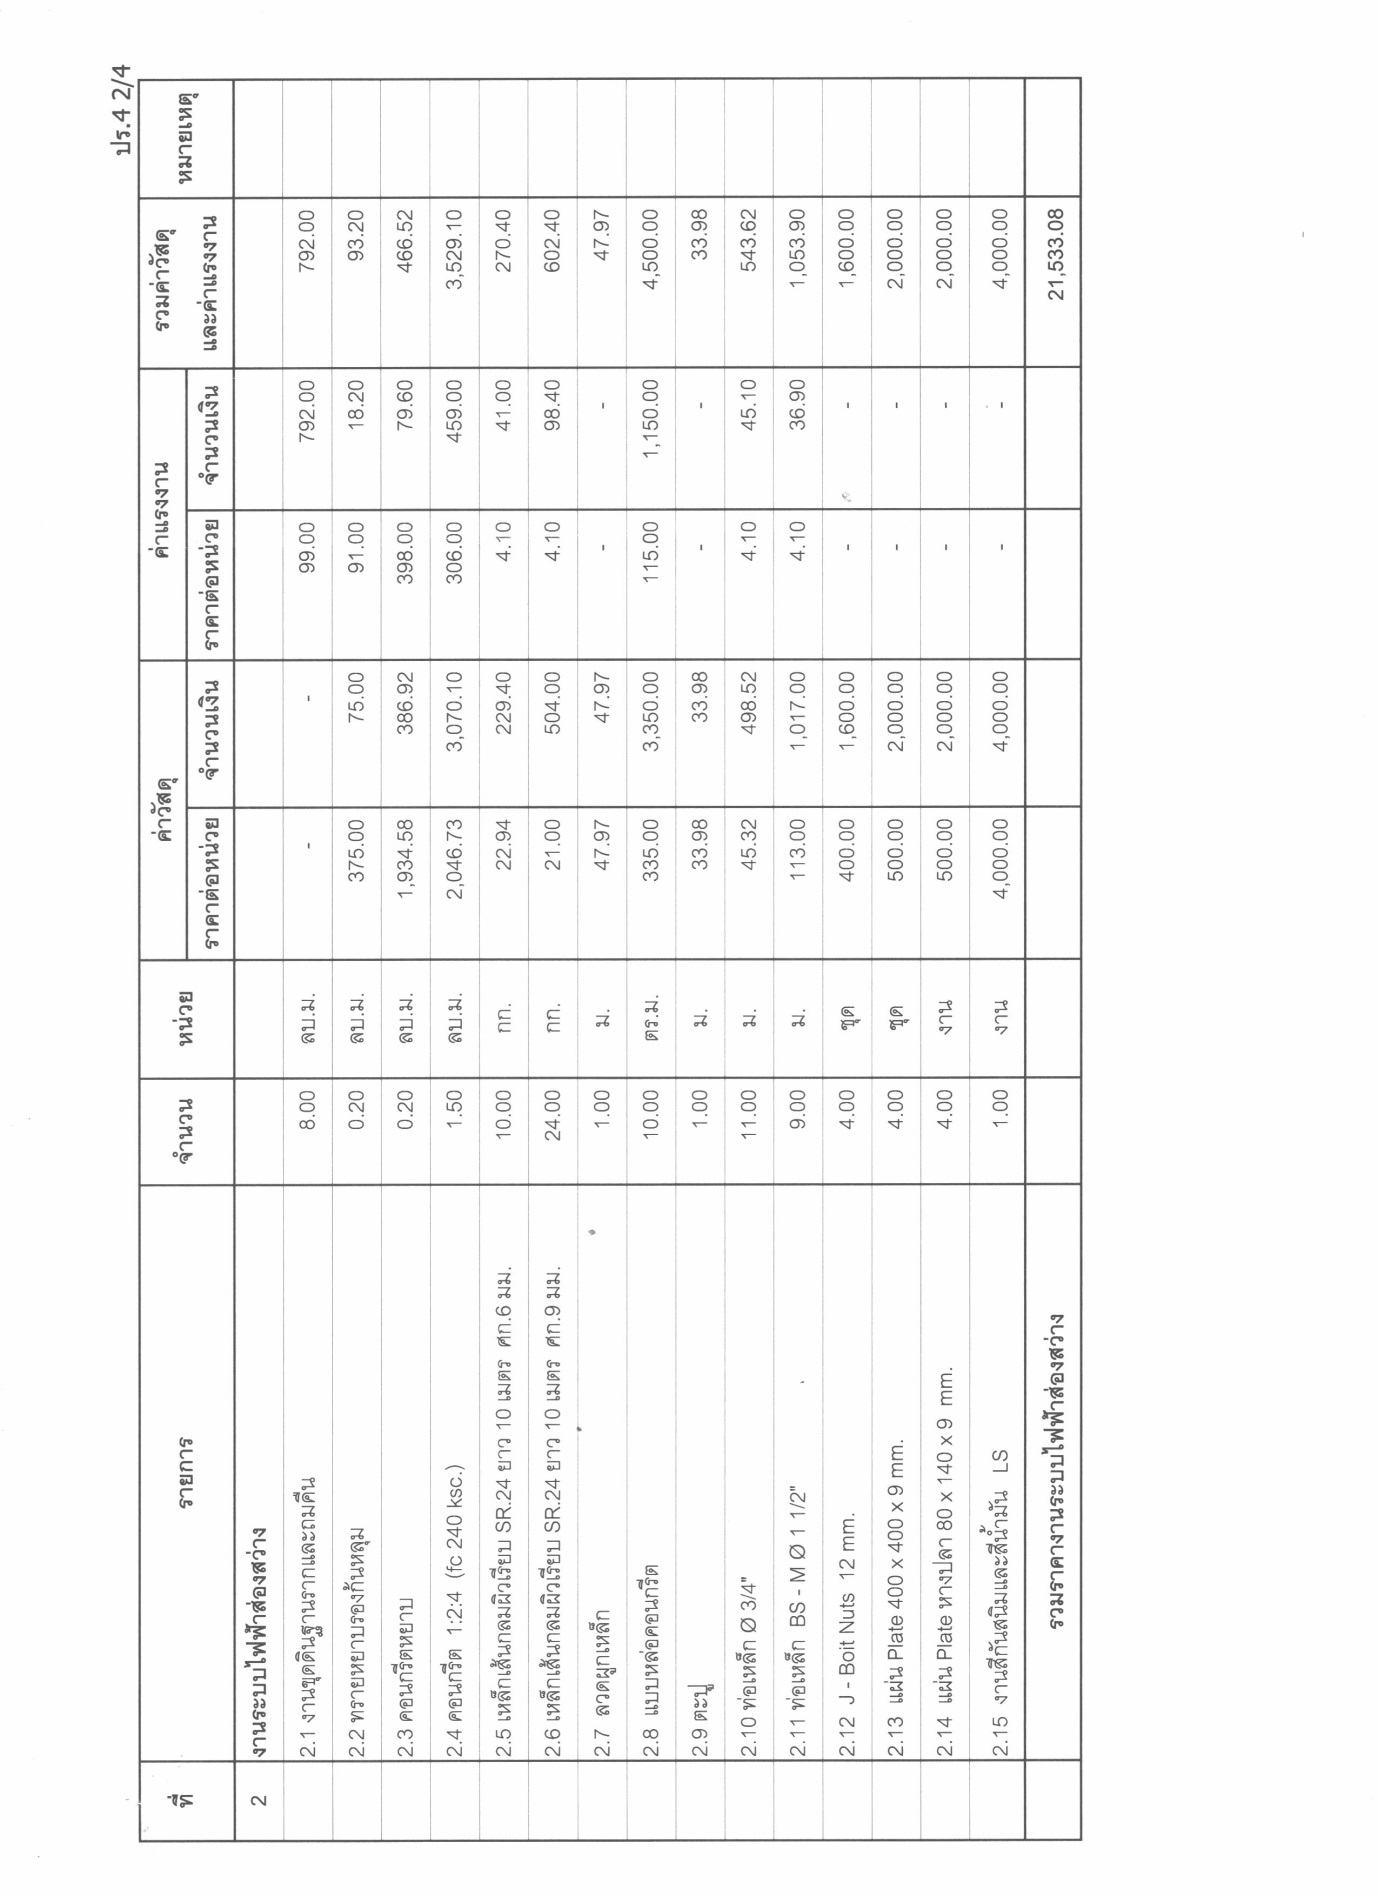 ปร.4 2/4
ที่ รายการ จำนวน หน่วย ค่าวัสดุ ค่าแรงงาน รวมค่าวัสดุ หมายเหตุ
ราคาต่อหน่วย จำนวนเงิน ราคาต่อหน่วย จำนวนเงิน และค่าแรงงาน
2 งานระบบไฟฟ้าส่องสว่าง
2.1 งานขุดดินฐานรากและถมคืน 8.00 ลบ.ม. - - 99.00 792.00 792.00
2.2 ทรายหยาบรองก้นหลุม 0.20 ลบ.ม. 375.00 75.00 91.00 18.20 93.20
2.3 คอนกรีตหยาบ 0.20 ลบ.ม. 1,934.58 386.92 398.00 79.60 466.52
2.4 คอนกรีต 1:2:4 (fc 240 ksc.) 1.50 ลบ.ม. 2,046.73 3,070.10 306.00 459.00 3,529.10
2.5 เหล็กเส้นกลมผิวเรียบ SR.24 ยาว 10 เมตร ศก.6 มม. 10.00 กก. 22.94 229.40 4.10 41.00 270.40
2.6 เหล็กเส้นกลมผิวเรียบ SR.24 ยาว 10 เมตร ศก.9 มม. 24.00 กก. 21.00 504.00 4.10 98.40 602.40
2.7 ลวดผูกเหล็ก 1.00 ม. 47.97 47.97 - - 47.97
2.8 แบบหล่อคอนกรีต 10.00 ตร.ม. 335.00 3,350.00 115.00 1,150.00 4,500.00
2.9 ตะปู 1.00 ม. 33.98 33.98 - - 33.98
2.10 ท่อเหล็ก Ø 3/4" 11.00 ม. 45.32 498.52 4.10 45.10 543.62
2.11 ท่อเหล็ก BS - M Ø 1 1/2" 9.00 ม. 113.00 1,017.00 4.10 36.90 1,053.90
2.12 J - Boit Nuts 12 mm. 4.00 ชุด 400.00 1,600.00 - - 1,600.00
2.13 แผ่น Plate 400 x 400 x 9 mm. 4.00 ชุด 500.00 2,000.00 - - 2,000.00
2.14 แผ่น Plate หางปลา 80 x 140 x 9 mm. 4.00 งาน 500.00 2,000.00 - - 2,000.00
2.15 งานสีกันสนิมและสีน้ำมัน LS 1.00 งาน 4,000.00 4,000.00 - - 4,000.00
รวมราคางานระบบไฟฟ้าส่องสว่าง 21,533.08